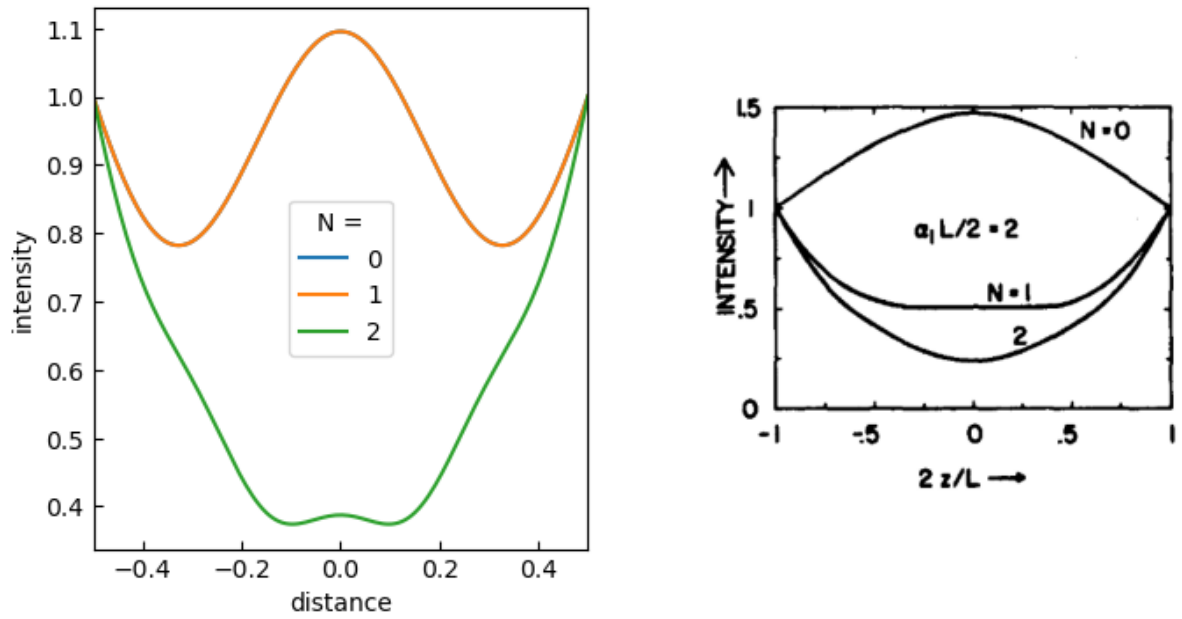 1.1
1.0
0.9
0.8
0.7
0.6
0.5
0.4
intensity
N =
0
1
2
−0.4 −0.2 0.0 0.2 0.4
distance
1.5
1
.5
0
INTENSITY→
N=0
α₁L/2 = 2
N=1
2
-1 -.5 0 .5 1
2 z/L →